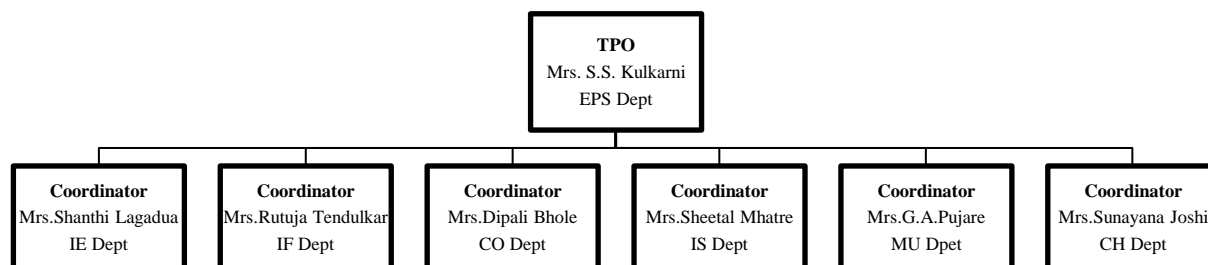 TPO
Mrs. S.S. Kulkarni
EPS Dept
Coordinator
Mrs.Shanthi Lagadua
IE Dept
Coordinator
Mrs.Rutuja Tendulkar
IF Dept
Coordinator
Mrs.Dipali Bhole
CO Dept
Coordinator
Mrs.Sheetal Mhatre
IS Dept
Coordinator
Mrs.G.A.Pujare
MU Dpet
Coordinator
Mrs.Sunayana Joshi
CH Dept